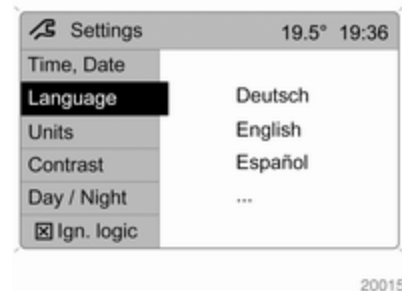 Settings 19.5° 19:36
Time, Date
Language Deutsch
Units English
Contrast Español
Day / Night ...
Ign. logic
20015